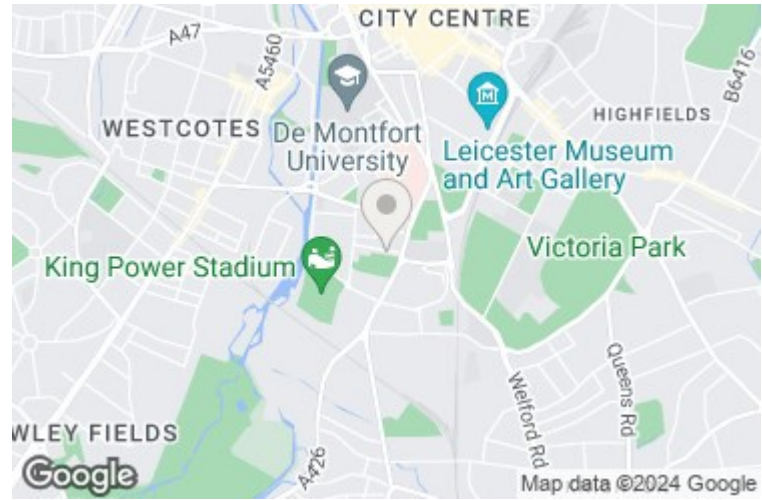 CITY CENTRE
A47
A5460
B6416
WESTCOTES
De Montfort
University
HIGHFIELDS
Leicester Museum
and Art Gallery
King Power Stadium
Victoria Park
Queens Rd
Welford Rd
WLEY FIELDS
A426
Google
Map data ©2024 Google